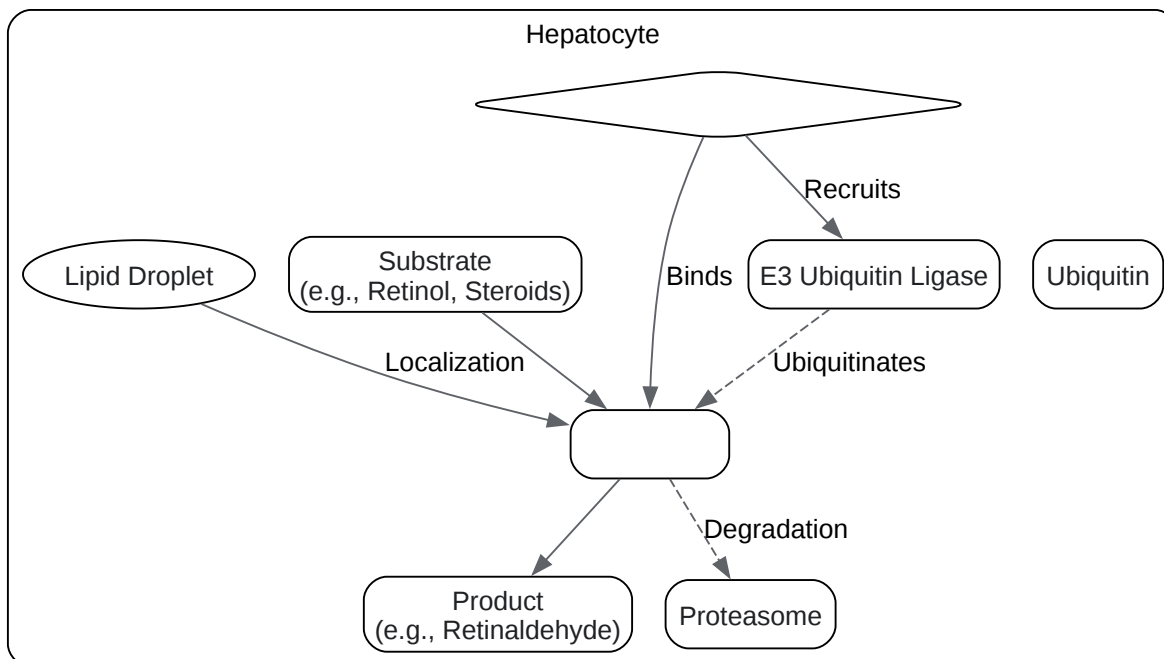 Hepatocyte
Recruits
Lipid Droplet
Substrate
(e.g., Retinol, Steroids)
Binds
E3 Ubiquitin Ligase
Ubiquitin
Localization
Ubiquitinates
Degradation
Product
(e.g., Retinaldehyde)
Proteasome